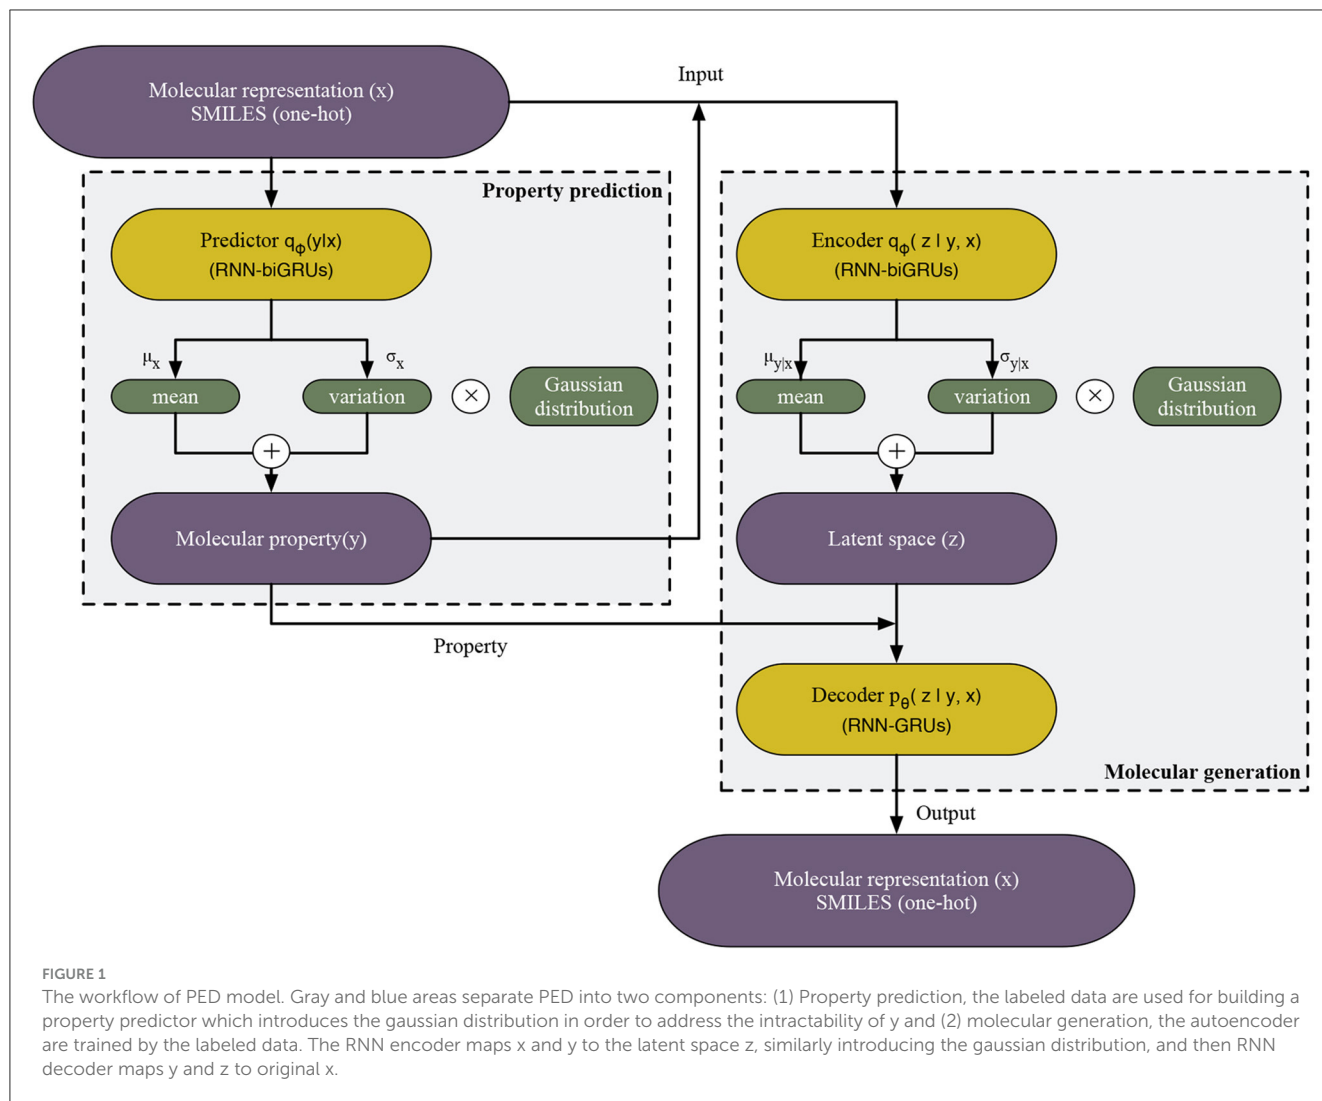 Molecular representation (x)
SMILES (one-hot)
Input
Property prediction
Predictor qϕ(y|x)
(RNN-biGRUs)
μx
σx
mean
variation
×
Gaussian
distribution
+
Molecular property(y)
Encoder qϕ( z | y, x)
(RNN-biGRUs)
μy|x
σy|x
mean
variation
×
Gaussian
distribution
+
Latent space (z)
Property
Decoder pθ( z | y, x)
(RNN-GRUs)
Molecular generation
Output
Molecular representation (x)
SMILES (one-hot)
FIGURE 1
The workflow of PED model. Gray and blue areas separate PED into two components: (1) Property prediction, the labeled data are used for building a
property predictor which introduces the gaussian distribution in order to address the intractability of y and (2) molecular generation, the autoencoder
are trained by the labeled data. The RNN encoder maps x and y to the latent space z, similarly introducing the gaussian distribution, and then RNN
decoder maps y and z to original x.